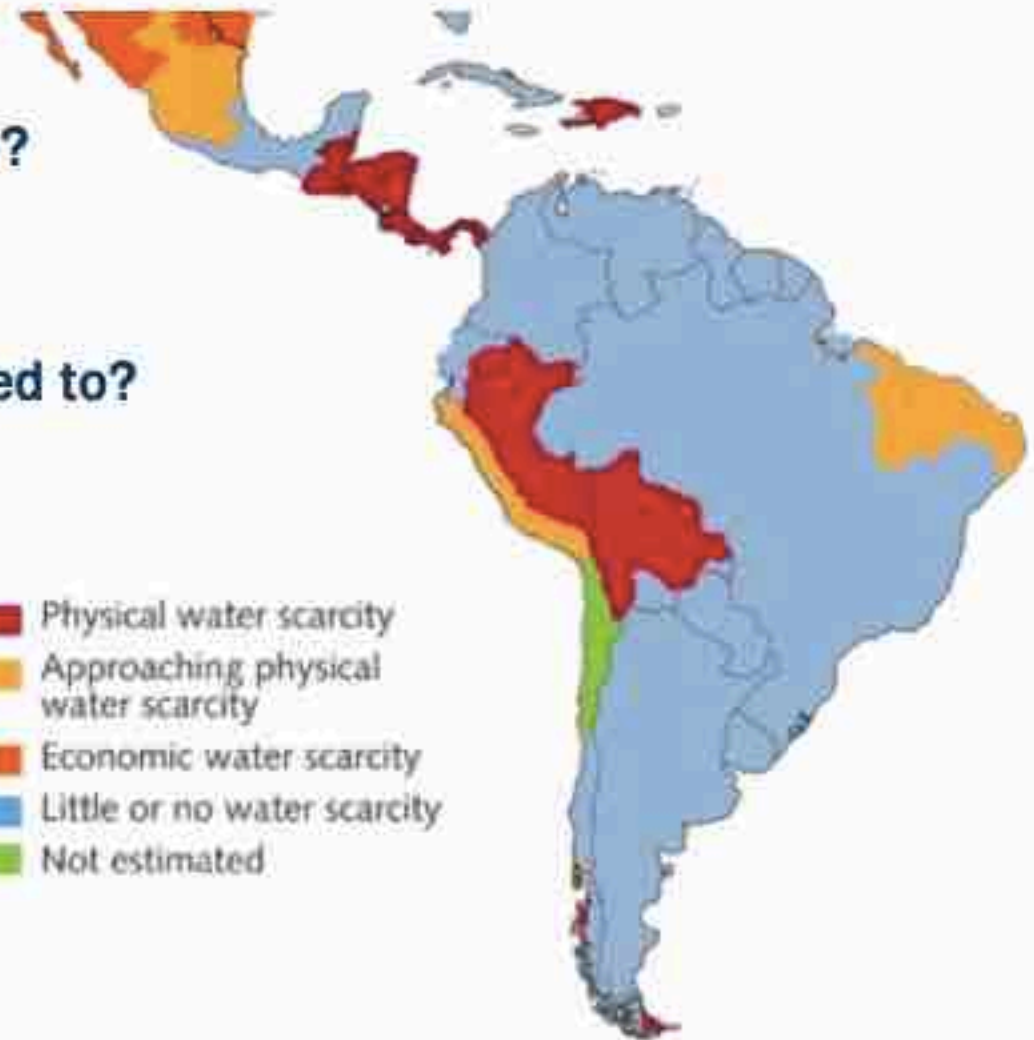 ?
ed to?
Physical water scarcity
Approaching physical
water scarcity
Economic water scarcity
Little or no water scarcity
Not estimated